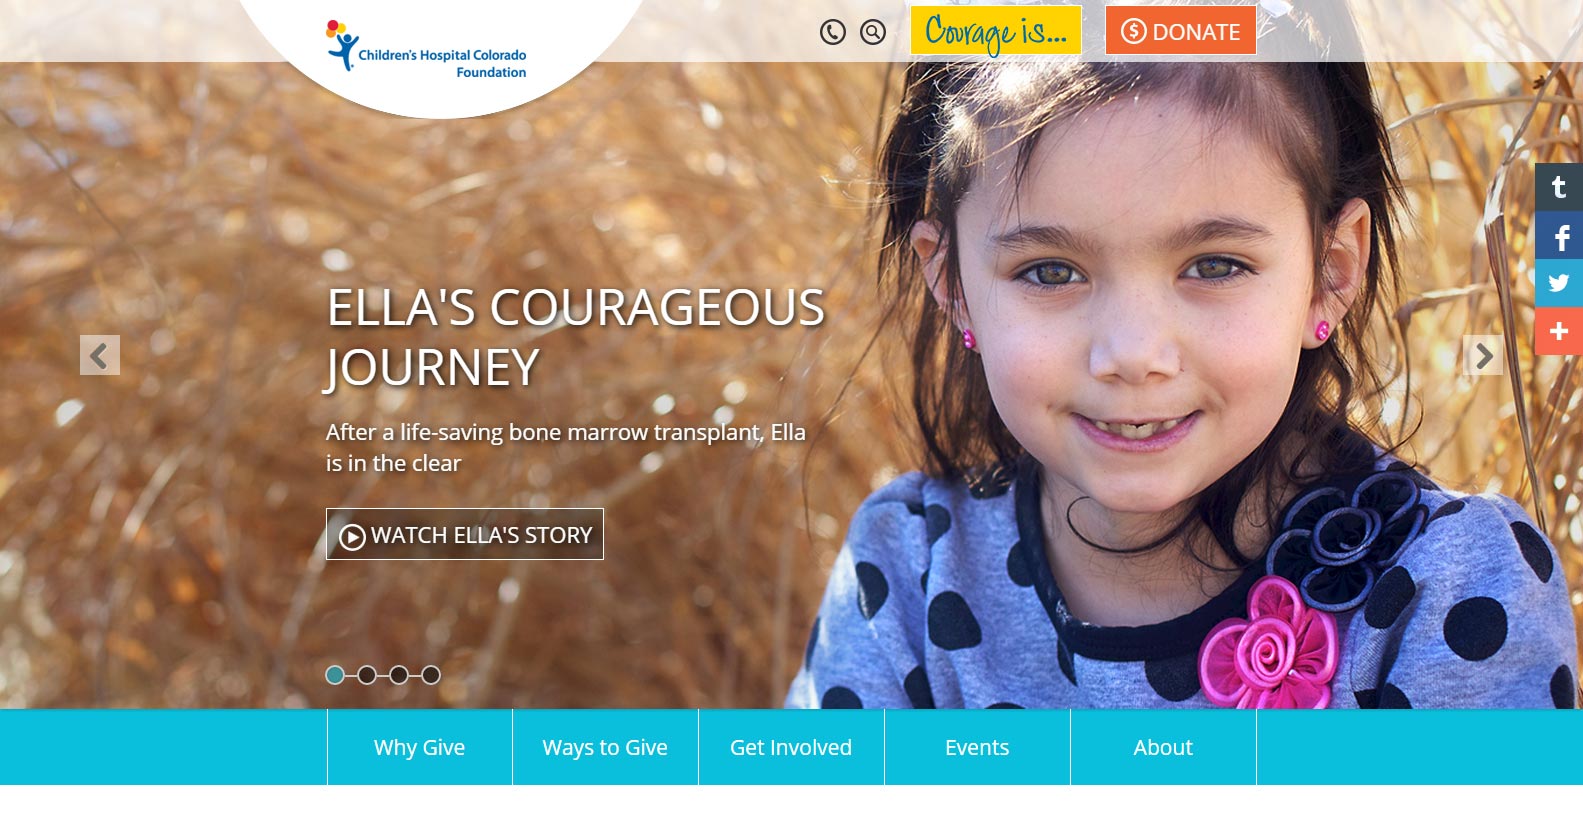 Children's Hospital Colorado
Foundation
Courage is...
DONATE
ELLA'S COURAGEOUS
JOURNEY
After a life-saving bone marrow transplant, Ella
is in the clear
WATCH ELLA'S STORY
Why Give
Ways to Give
Get Involved
Events
About